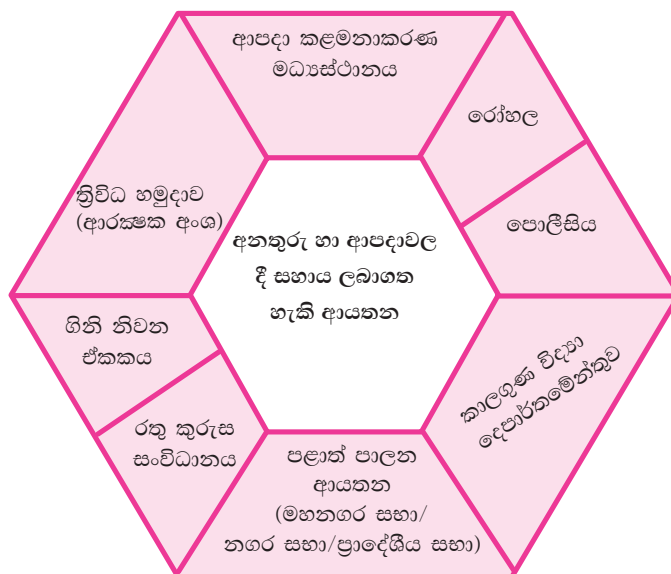 ආපදා කළමනාකරණ
මධ්‍යස්ථානය
රෝහල
පොලීසිය
ත්‍රිවිධ හමුදාව
(ආරක්‍ෂක අංශ)
අනතුරු හා ආපදාවල
දී සහාය ලබාගත
හැකි ආයතන
ගිනි නිවන
ඒකකය
කාලගුණ විද්‍යා
දෙපාර්තමේන්තුව
රතු කුරුස
සංවිධානය
පළාත් පාලන
ආයතන
(මහනගර සභා/
නගර සභා/ප්‍රාදේශීය සභා)